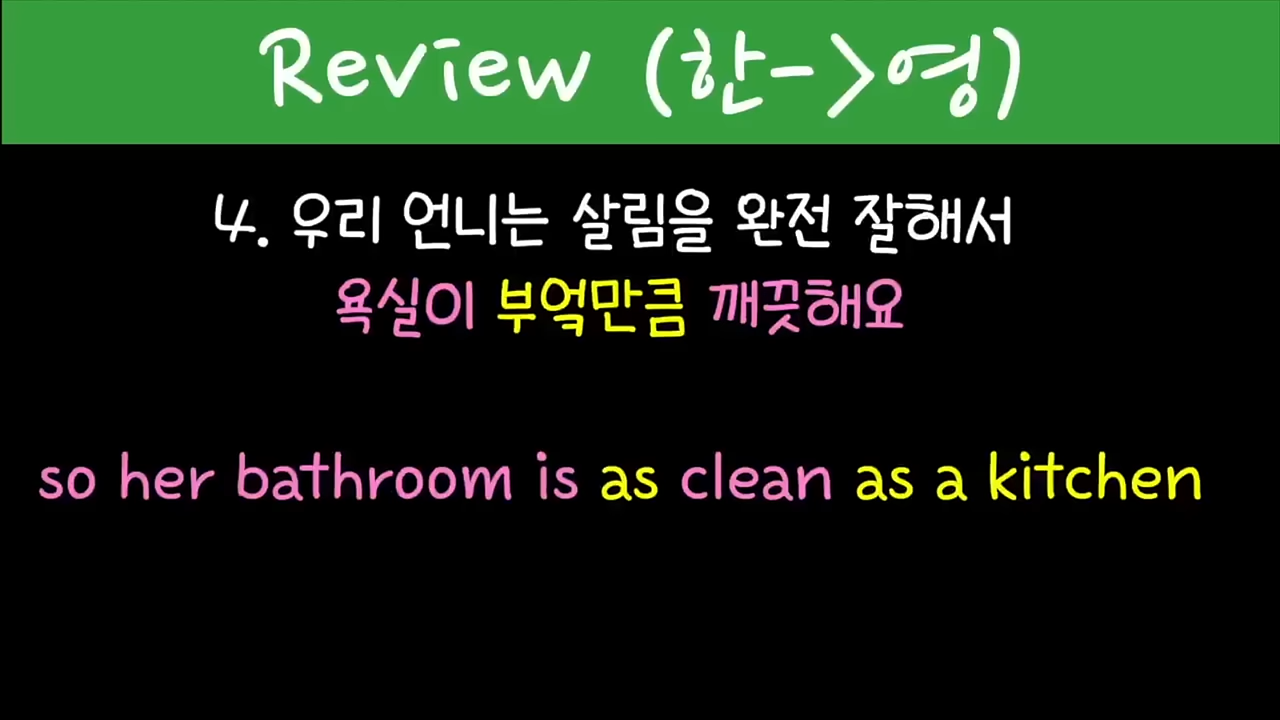 Review (한->영)
4. 우리 언니는 살림을 완전 잘해서
욕실이 부엌만큼 깨끗해요
so her bathroom is as clean as a kitchen